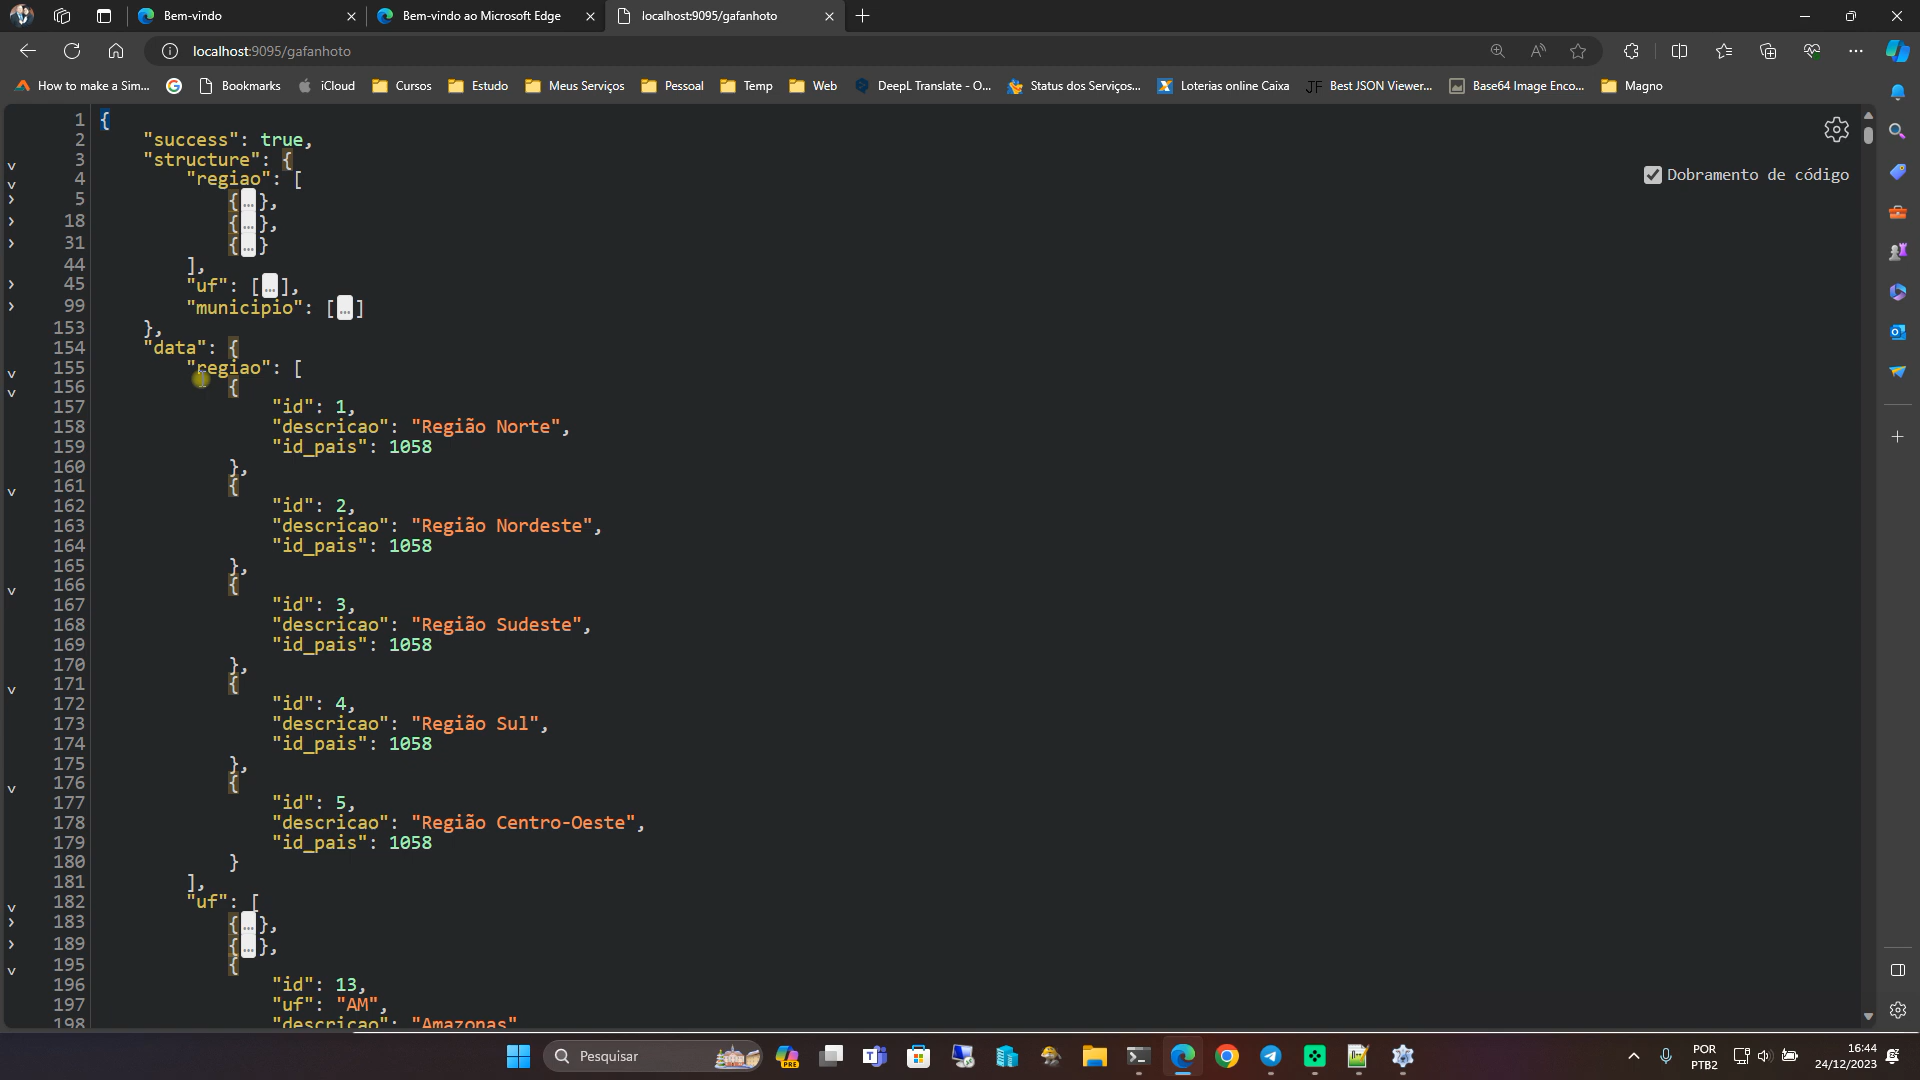 Bem-vindo
Bem-vindo ao Microsoft Edge
localhost:9095/gafanhoto
localhost:9095/gafanhoto
How to make a Sim...
Bookmarks
iCloud
Cursos
Estudo
Meus Serviços
Pessoal
Temp
Web
DeepL Translate - O...
Status dos Serviços...
Loterias online Caixa
JF Best JSON Viewer...
Base64 Image Enco...
Magno
Dobramento de código
1 {
2 "success": true,
3 "structure": {
4 "regiao": [
5 {...},
18 {...},
31 {...}
44 ],
45 "uf": [...],
99 "municipio": [...]
153 },
154 "data": {
155 "regiao": [
156 {
157 "id": 1,
158 "descricao": "Região Norte",
159 "id_pais": 1058
160 },
161 {
162 "id": 2,
163 "descricao": "Região Nordeste",
164 "id_pais": 1058
165 },
166 {
167 "id": 3,
168 "descricao": "Região Sudeste",
169 "id_pais": 1058
170 },
171 {
172 "id": 4,
173 "descricao": "Região Sul",
174 "id_pais": 1058
175 },
176 {
177 "id": 5,
178 "descricao": "Região Centro-Oeste",
179 "id_pais": 1058
180 }
181 ],
182 "uf": [
183 {...},
189 {...},
195 {
196 "id": 13,
197 "uf": "AM",
198 "descricao": "Amazonas"
Pesquisar
PRE
POR
PTB2
16:44
24/12/2023